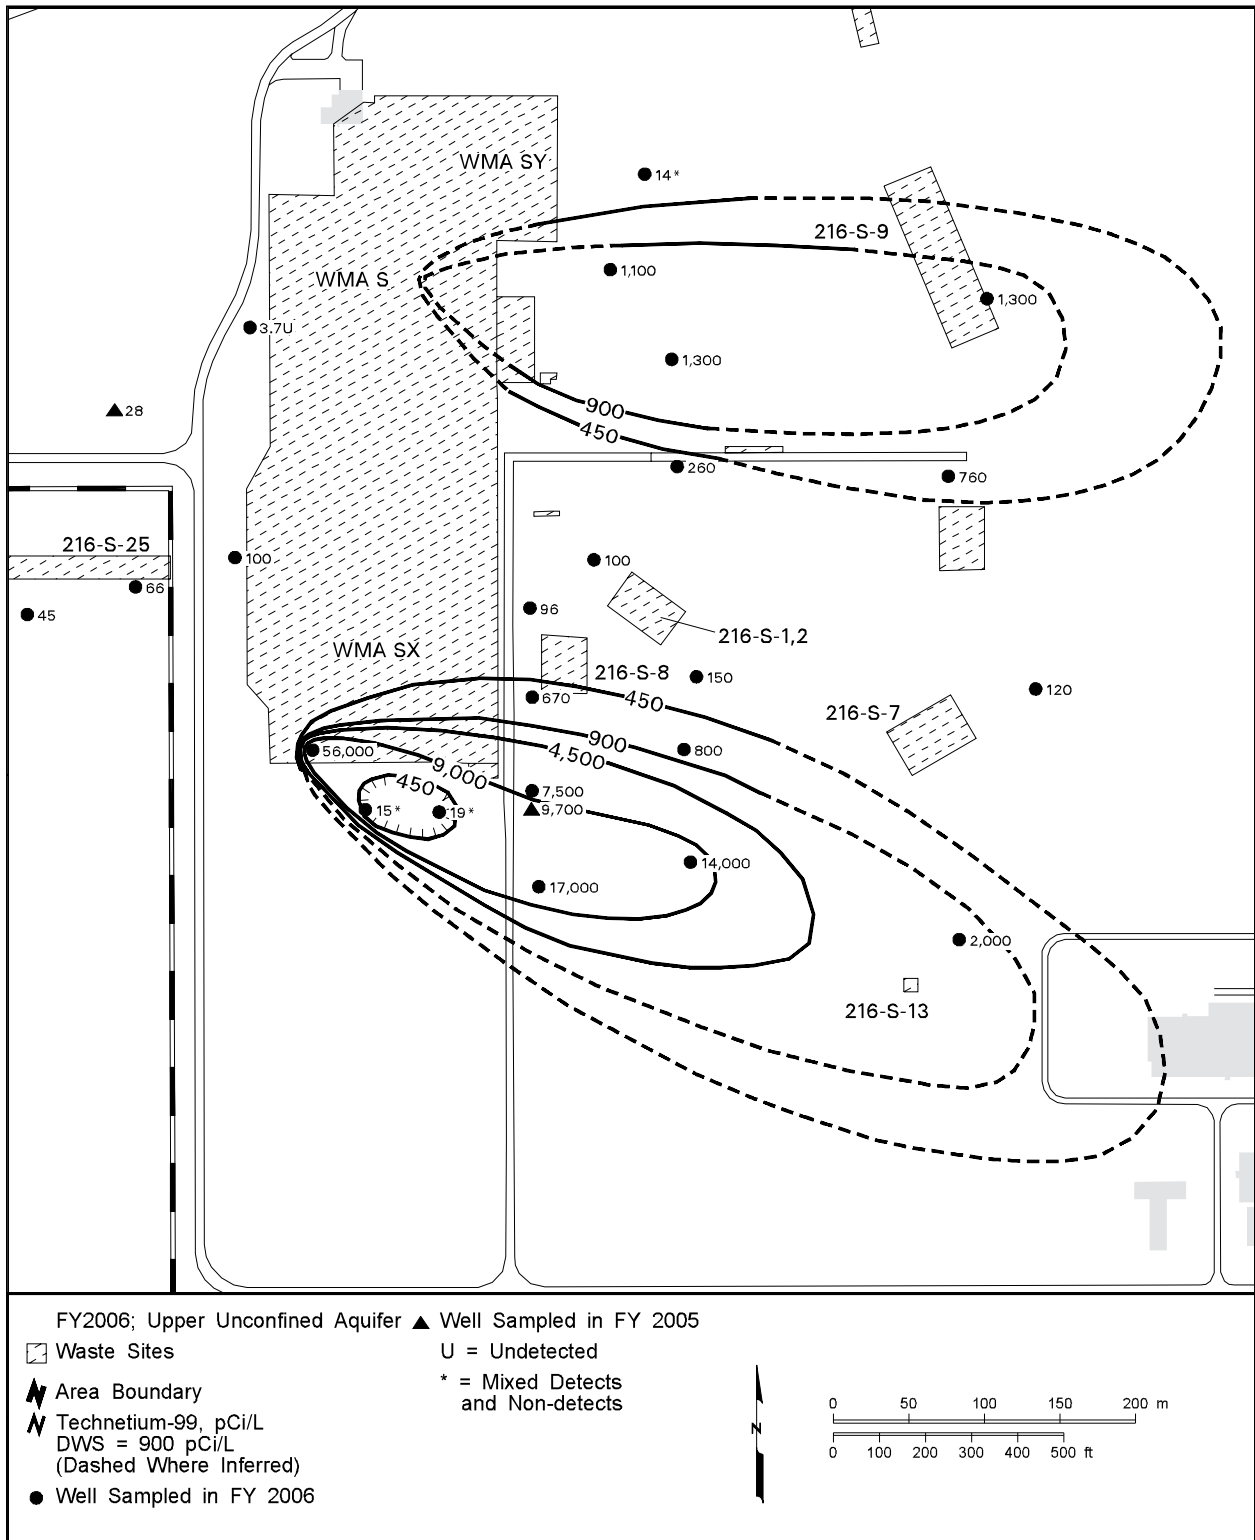 WMA SY
14*
216-S-9
WMA S
1,100
1,300
3.7U
1,300
28
900
450
260
760
216-S-25
100
100
66
96
45
216-S-1,2
WMA SX
216-S-8
150
120
670
450
216-S-7
900
56,000
800
4,500
9,000
450
7,500
15*
19*
9,700
14,000
17,000
2,000
216-S-13
FY2006; Upper Unconfined Aquifer
Waste Sites
Area Boundary
Technetium-99, pCi/L
DWS = 900 pCi/L
(Dashed Where Inferred)
Well Sampled in FY 2006
Well Sampled in FY 2005
U = Undetected
* = Mixed Detects
and Non-detects
N
0 50 100 150 200 m
0 100 200 300 400 500 ft